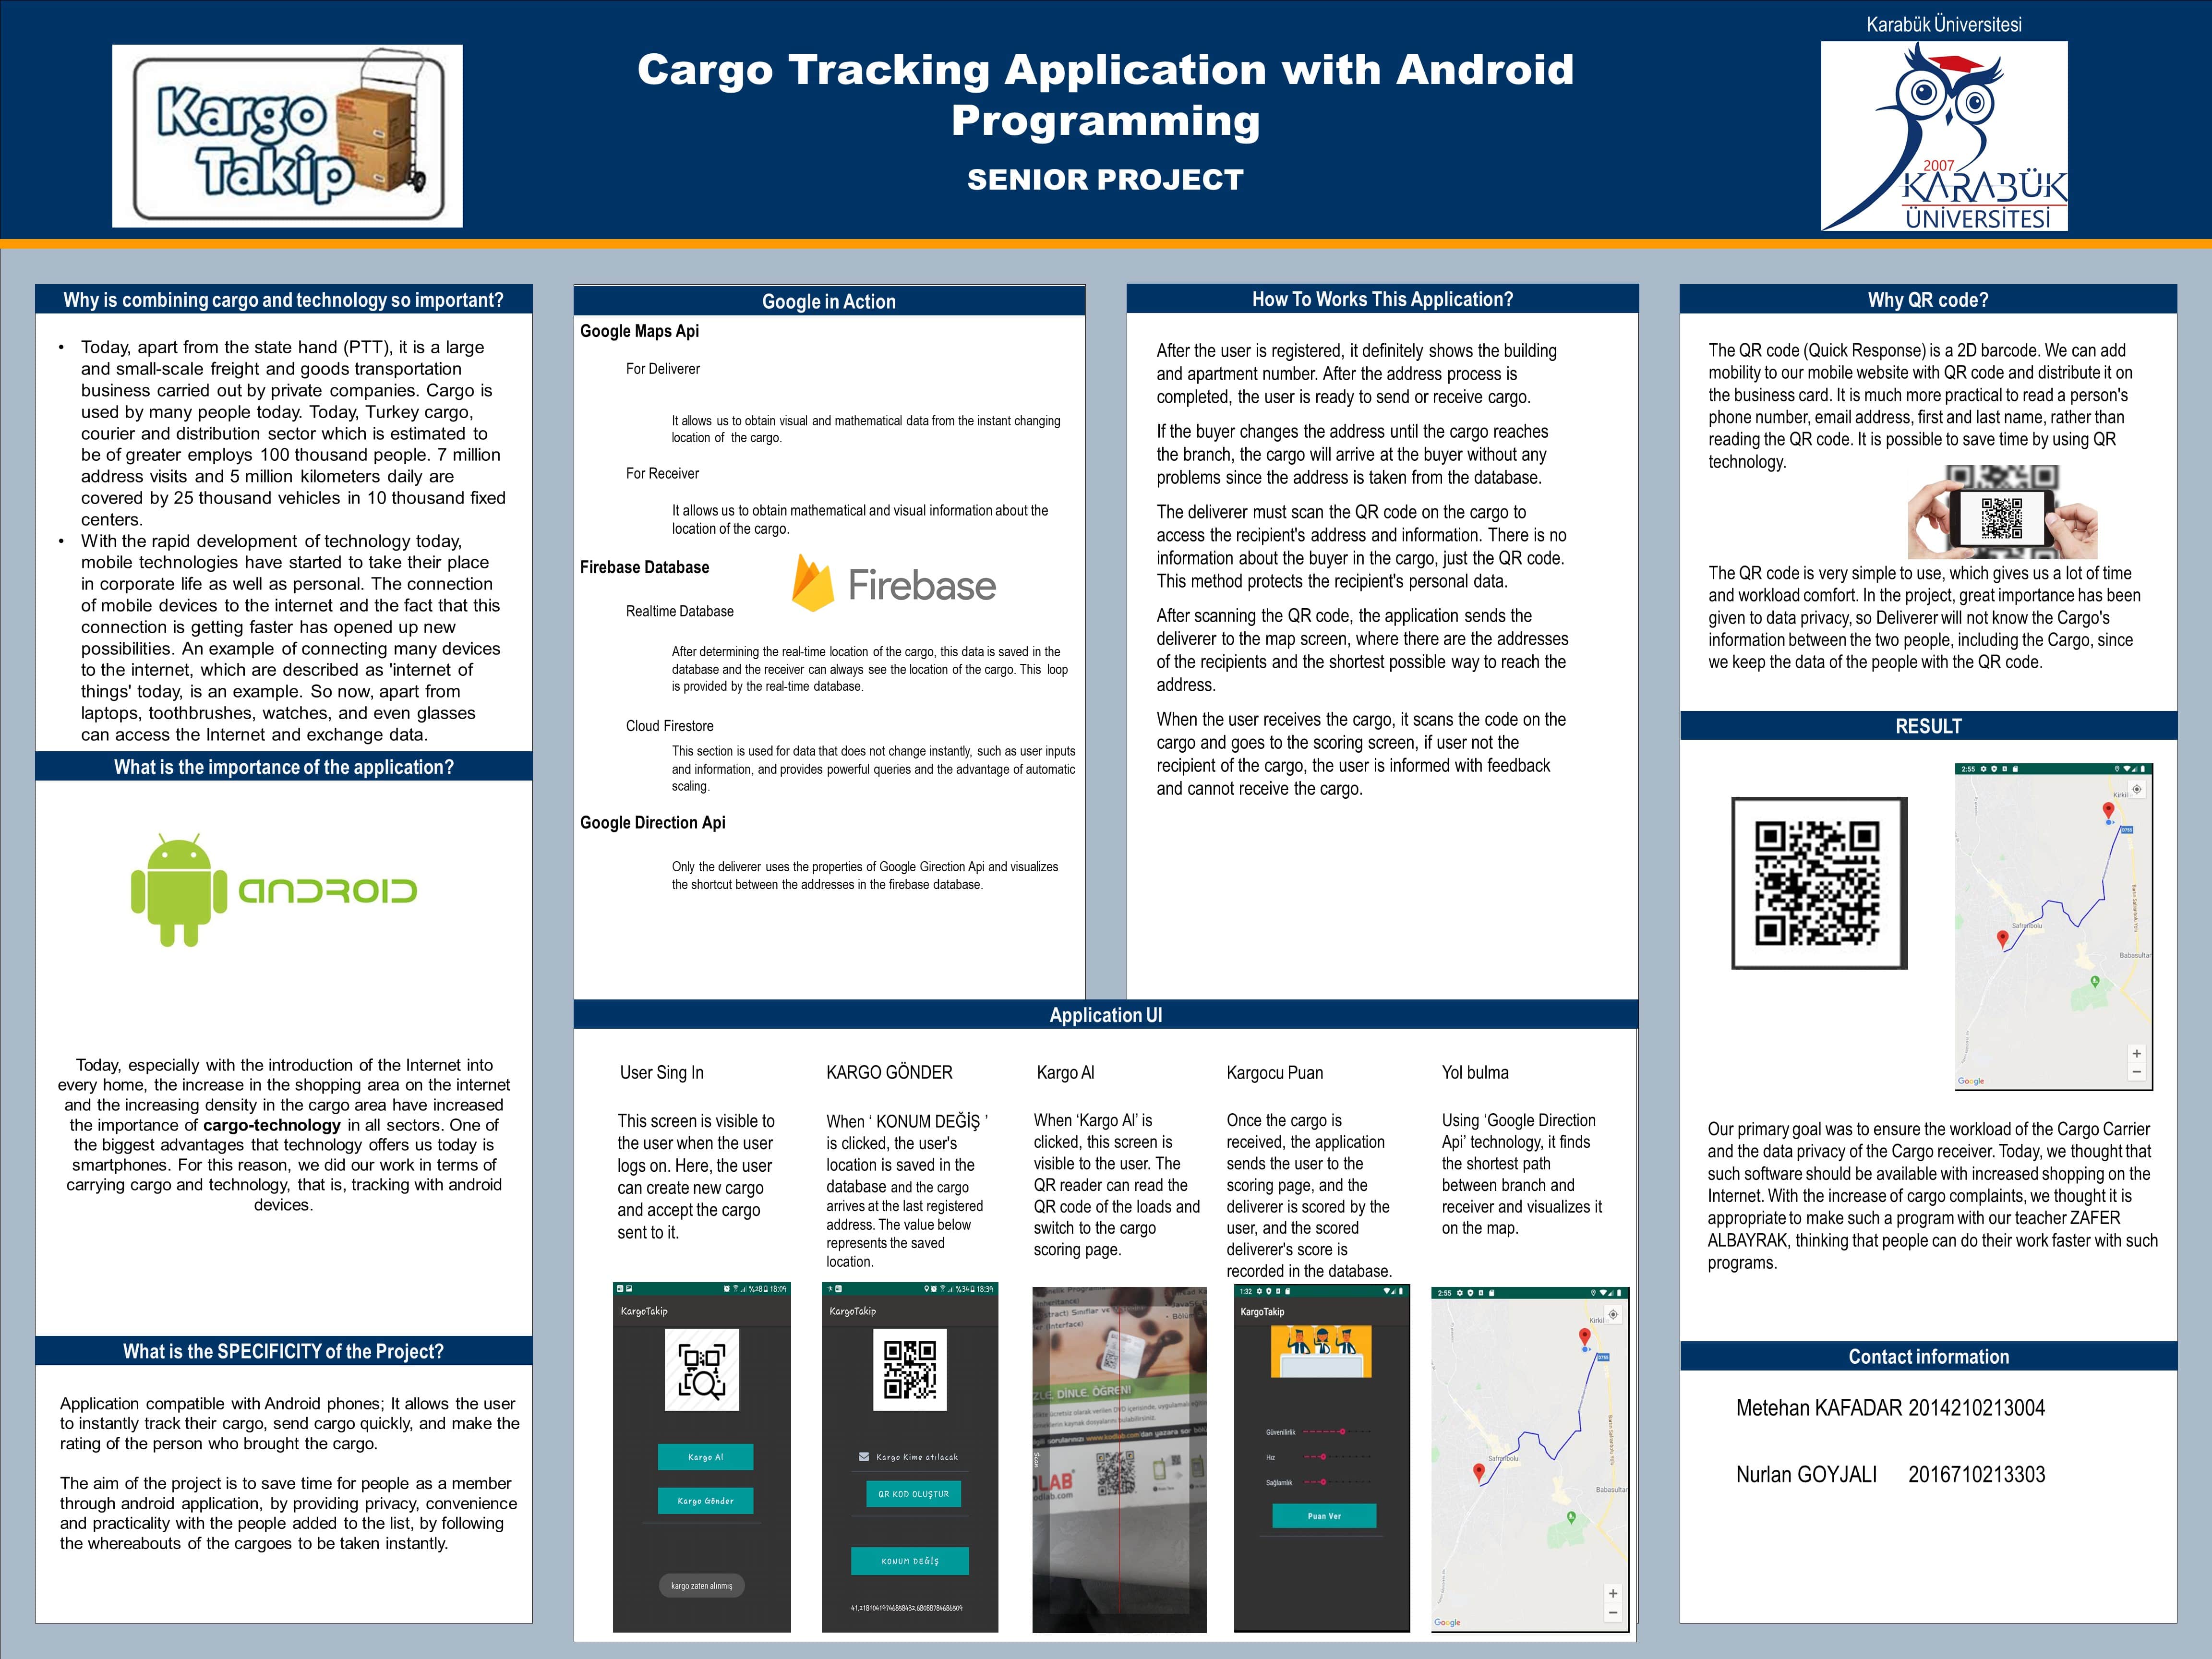 Karabük Üniversitesi
Kargo
Takip
Cargo Tracking Application with Android
Programming
SENIOR PROJECT
2007
KARABÜK
ÜNİVERSİTESİ
Why is combining cargo and technology so important?
• Today, apart from the state hand (PTT), it is a large
and small-scale freight and goods transportation
business carried out by private companies. Cargo is
used by many people today. Today, Turkey cargo,
courier and distribution sector which is estimated to
be of greater employs 100 thousand people. 7 million
address visits and 5 million kilometers daily are
covered by 25 thousand vehicles in 10 thousand fixed
centers.
• With the rapid development of technology today,
mobile technologies have started to take their place
in corporate life as well as personal. The connection
of mobile devices to the internet and the fact that this
connection is getting faster has opened up new
possibilities. An example of connecting many devices
to the internet, which are described as 'internet of
things' today, is an example. So now, apart from
laptops, toothbrushes, watches, and even glasses
can access the Internet and exchange data.
What is the importance of the application?
ANDROID
Today, especially with the introduction of the Internet into
every home, the increase in the shopping area on the internet
and the increasing density in the cargo area have increased
the importance of cargo-technology in all sectors. One of
the biggest advantages that technology offers us today is
smartphones. For this reason, we did our work in terms of
carrying cargo and technology, that is, tracking with android
devices.
What is the SPECIFICITY of the Project?
Application compatible with Android phones; It allows the user
to instantly track their cargo, send cargo quickly, and make the
rating of the person who brought the cargo.
The aim of the project is to save time for people as a member
through android application, by providing privacy, convenience
and practicality with the people added to the list, by following
the whereabouts of the cargoes to be taken instantly.
Google in Action
Google Maps Api
For Deliverer
It allows us to obtain visual and mathematical data from the instant changing
location of the cargo.
For Receiver
It allows us to obtain mathematical and visual information about the
location of the cargo.
Firebase Database
Firebase
Realtime Database
After determining the real-time location of the cargo, this data is saved in the
database and the receiver can always see the location of the cargo. This loop
is provided by the real-time database.
Cloud Firestore
This section is used for data that does not change instantly, such as user inputs
and information, and provides powerful queries and the advantage of automatic
scaling.
Google Direction Api
Only the deliverer uses the properties of Google Girection Api and visualizes
the shortcut between the addresses in the firebase database.
How To Works This Application?
After the user is registered, it definitely shows the building
and apartment number. After the address process is
completed, the user is ready to send or receive cargo.
If the buyer changes the address until the cargo reaches
the branch, the cargo will arrive at the buyer without any
problems since the address is taken from the database.
The deliverer must scan the QR code on the cargo to
access the recipient's address and information. There is no
information about the buyer in the cargo, just the QR code.
This method protects the recipient's personal data.
After scanning the QR code, the application sends the
deliverer to the map screen, where there are the addresses
of the recipients and the shortest possible way to reach the
address.
When the user receives the cargo, it scans the code on the
cargo and goes to the scoring screen, if user not the
recipient of the cargo, the user is informed with feedback
and cannot receive the cargo.
Application UI
User Sing In
This screen is visible to
the user when the user
logs on. Here, the user
can create new cargo
and accept the cargo
sent to it.
18:09
KargoTakip
Kargo Al
Kargo Gönder
kargo zaten alınmış
KARGO GÖNDER
When ‘ KONUM DEĞİŞ ’
is clicked, the user's
location is saved in the
database and the cargo
arrives at the last registered
address. The value below
represents the saved
location.
18:39
KargoTakip
Kargo Kime atılacak
QR KOD OLUŞTUR
KONUM DEĞİŞ
Kargo Al
When ‘Kargo Al’ is
clicked, this screen is
visible to the user. The
QR reader can read the
QR code of the loads and
switch to the cargo
scoring page.
(Interface)
ZLE, DİNLE, ÖĞREN!
www.kodlab.com'dan yazara sor
DLAB
odlab.com
Kargocu Puan
Once the cargo is
received, the application
sends the user to the
scoring page, and the
deliverer is scored by the
user, and the scored
deliverer's score is
recorded in the database.
1:32
KargoTakip
Güvenilirlik
Hız
Sağlamlık
Puan Ver
Yol bulma
Using ‘Google Direction
Api’ technology, it finds
the shortest path
between branch and
receiver and visualizes it
on the map.
2:55
Kirkil
Safranbolu
Babasultan
Google
Why QR code?
The QR code (Quick Response) is a 2D barcode. We can add
mobility to our mobile website with QR code and distribute it on
the business card. It is much more practical to read a person's
phone number, email address, first and last name, rather than
reading the QR code. It is possible to save time by using QR
technology.
The QR code is very simple to use, which gives us a lot of time
and workload comfort. In the project, great importance has been
given to data privacy, so Deliverer will not know the Cargo's
information between the two people, including the Cargo, since
we keep the data of the people with the QR code.
RESULT
2:55
Kirkil
Safranbolu
Babasultan
Google
Our primary goal was to ensure the workload of the Cargo Carrier
and the data privacy of the Cargo receiver. Today, we thought that
such software should be available with increased shopping on the
Internet. With the increase of cargo complaints, we thought it is
appropriate to make such a program with our teacher ZAFER
ALBAYRAK, thinking that people can do their work faster with such
programs.
Contact information
Metehan KAFADAR 2014210213004
Nurlan GOYJALI 2016710213303